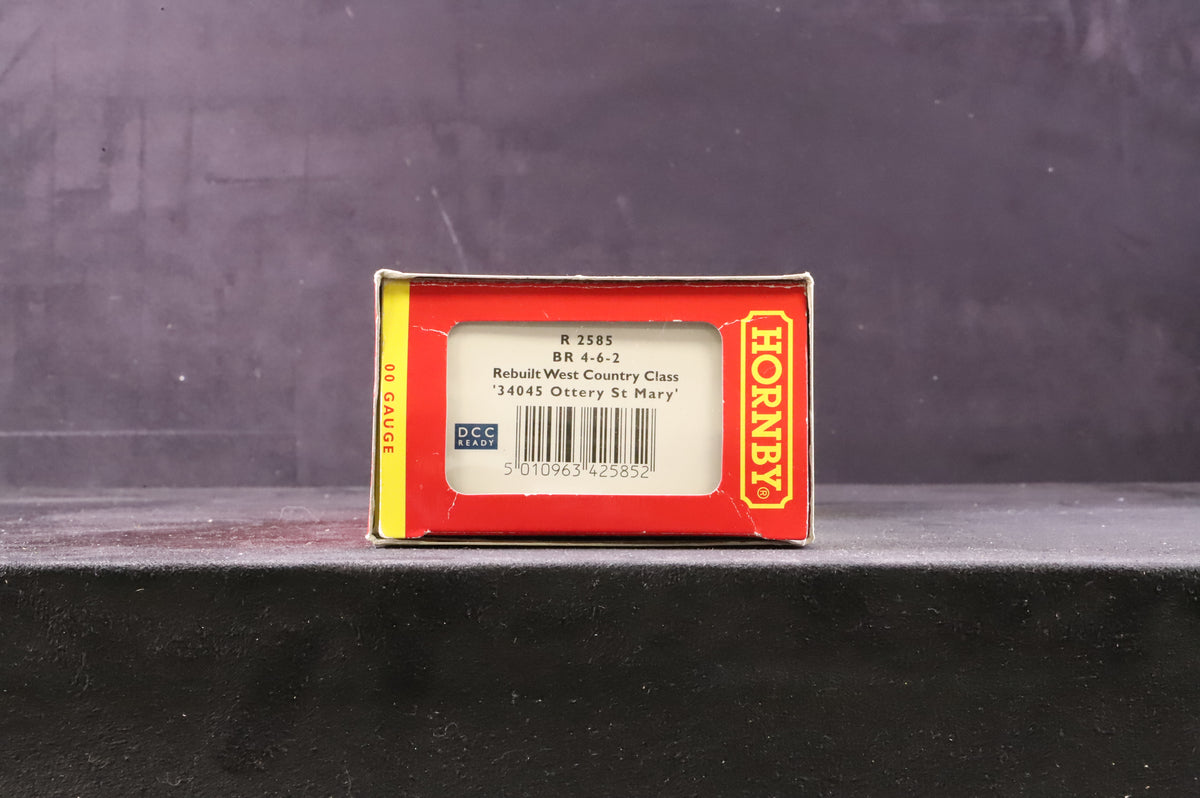 00 GAUGE
R 2585
BR 4-6-2
Rebuilt West Country Class
'34045 Ottery St Mary'
DCC
READY
5 010963 425852
HORNBY®